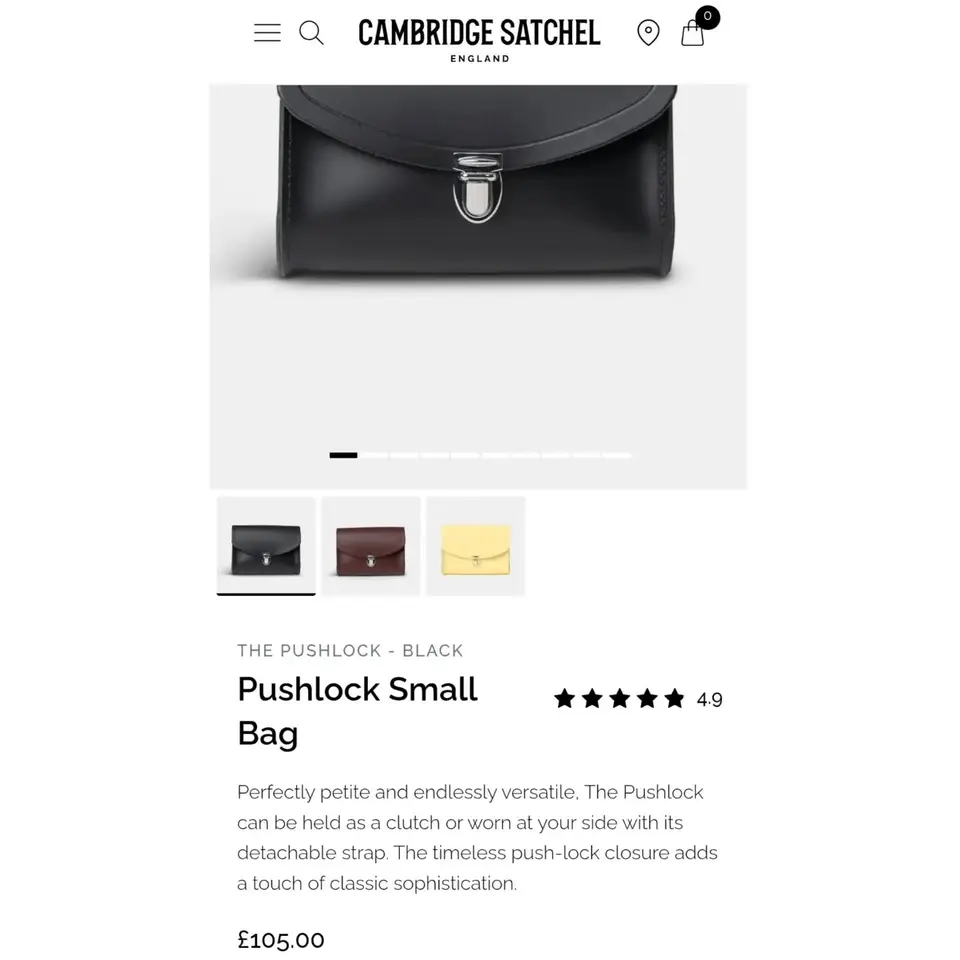 0
CAMBRIDGE SATCHEL
ENGLAND
THE PUSHLOCK - BLACK
Pushlock Small
Bag
4.9
Perfectly petite and endlessly versatile, The Pushlock
can be held as a clutch or worn at your side with its
detachable strap. The timeless push-lock closure adds
a touch of classic sophistication.
£105.00